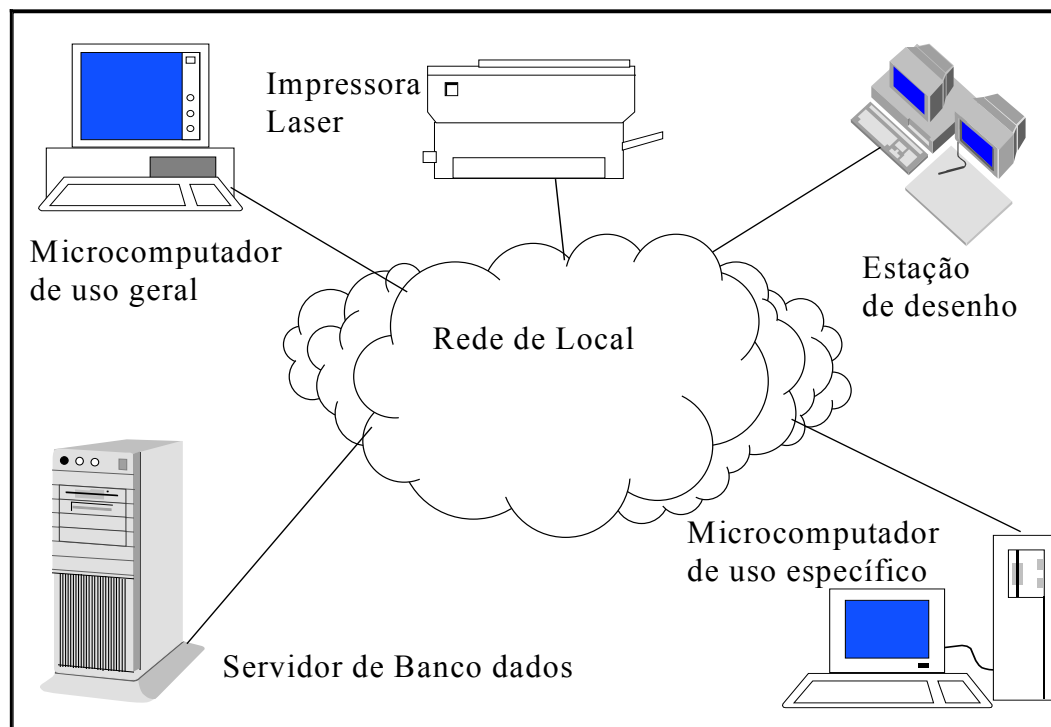 Impressora
Laser
Microcomputador
de uso geral
Estação
de desenho
Rede de Local
Microcomputador
de uso específico
Servidor de Banco dados